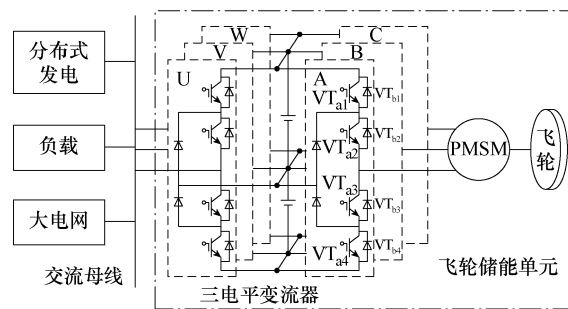 分布式
发电
负载
大电网
交流母线
W
V
U
C
B
A
VTa1
VTa2
VTa3
VTa4
VTb1
VTb2
VTb3
VTb4
PMSM
飞轮
三电平变流器
飞轮储能单元